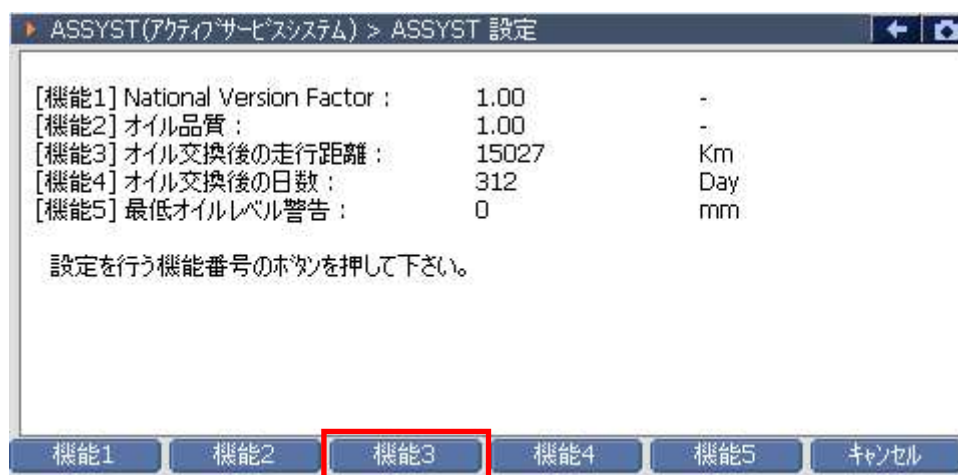 ASSYST(アクティブサービスシステム) > ASSYST 設定
[機能1] National Version Factor : 1.00 -
[機能2] オイル品質 : 1.00 -
[機能3] オイル交換後の走行距離 : 15027 Km
[機能4] オイル交換後の日数 : 312 Day
[機能5] 最低オイルレベル警告 : 0 mm
設定を行う機能番号のボタンを押して下さい。
機能1 機能2 機能3 機能4 機能5 キャンセル